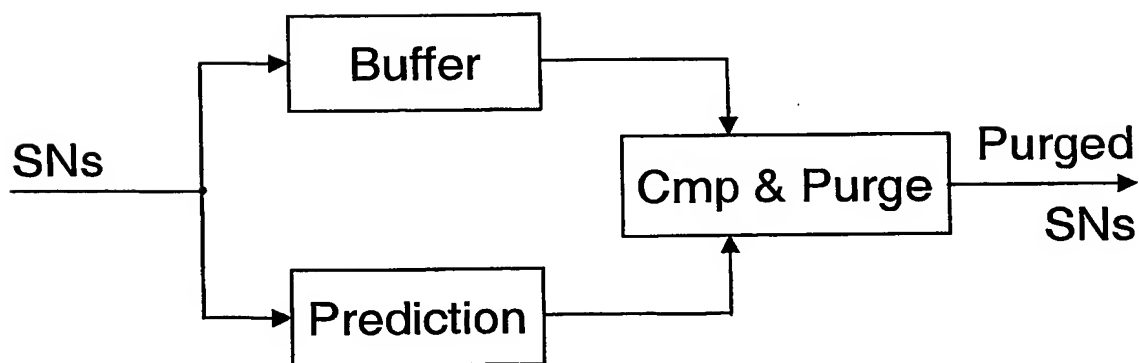 Buffer
SNs
Cmp & Purge
Purged
SNs
Prediction